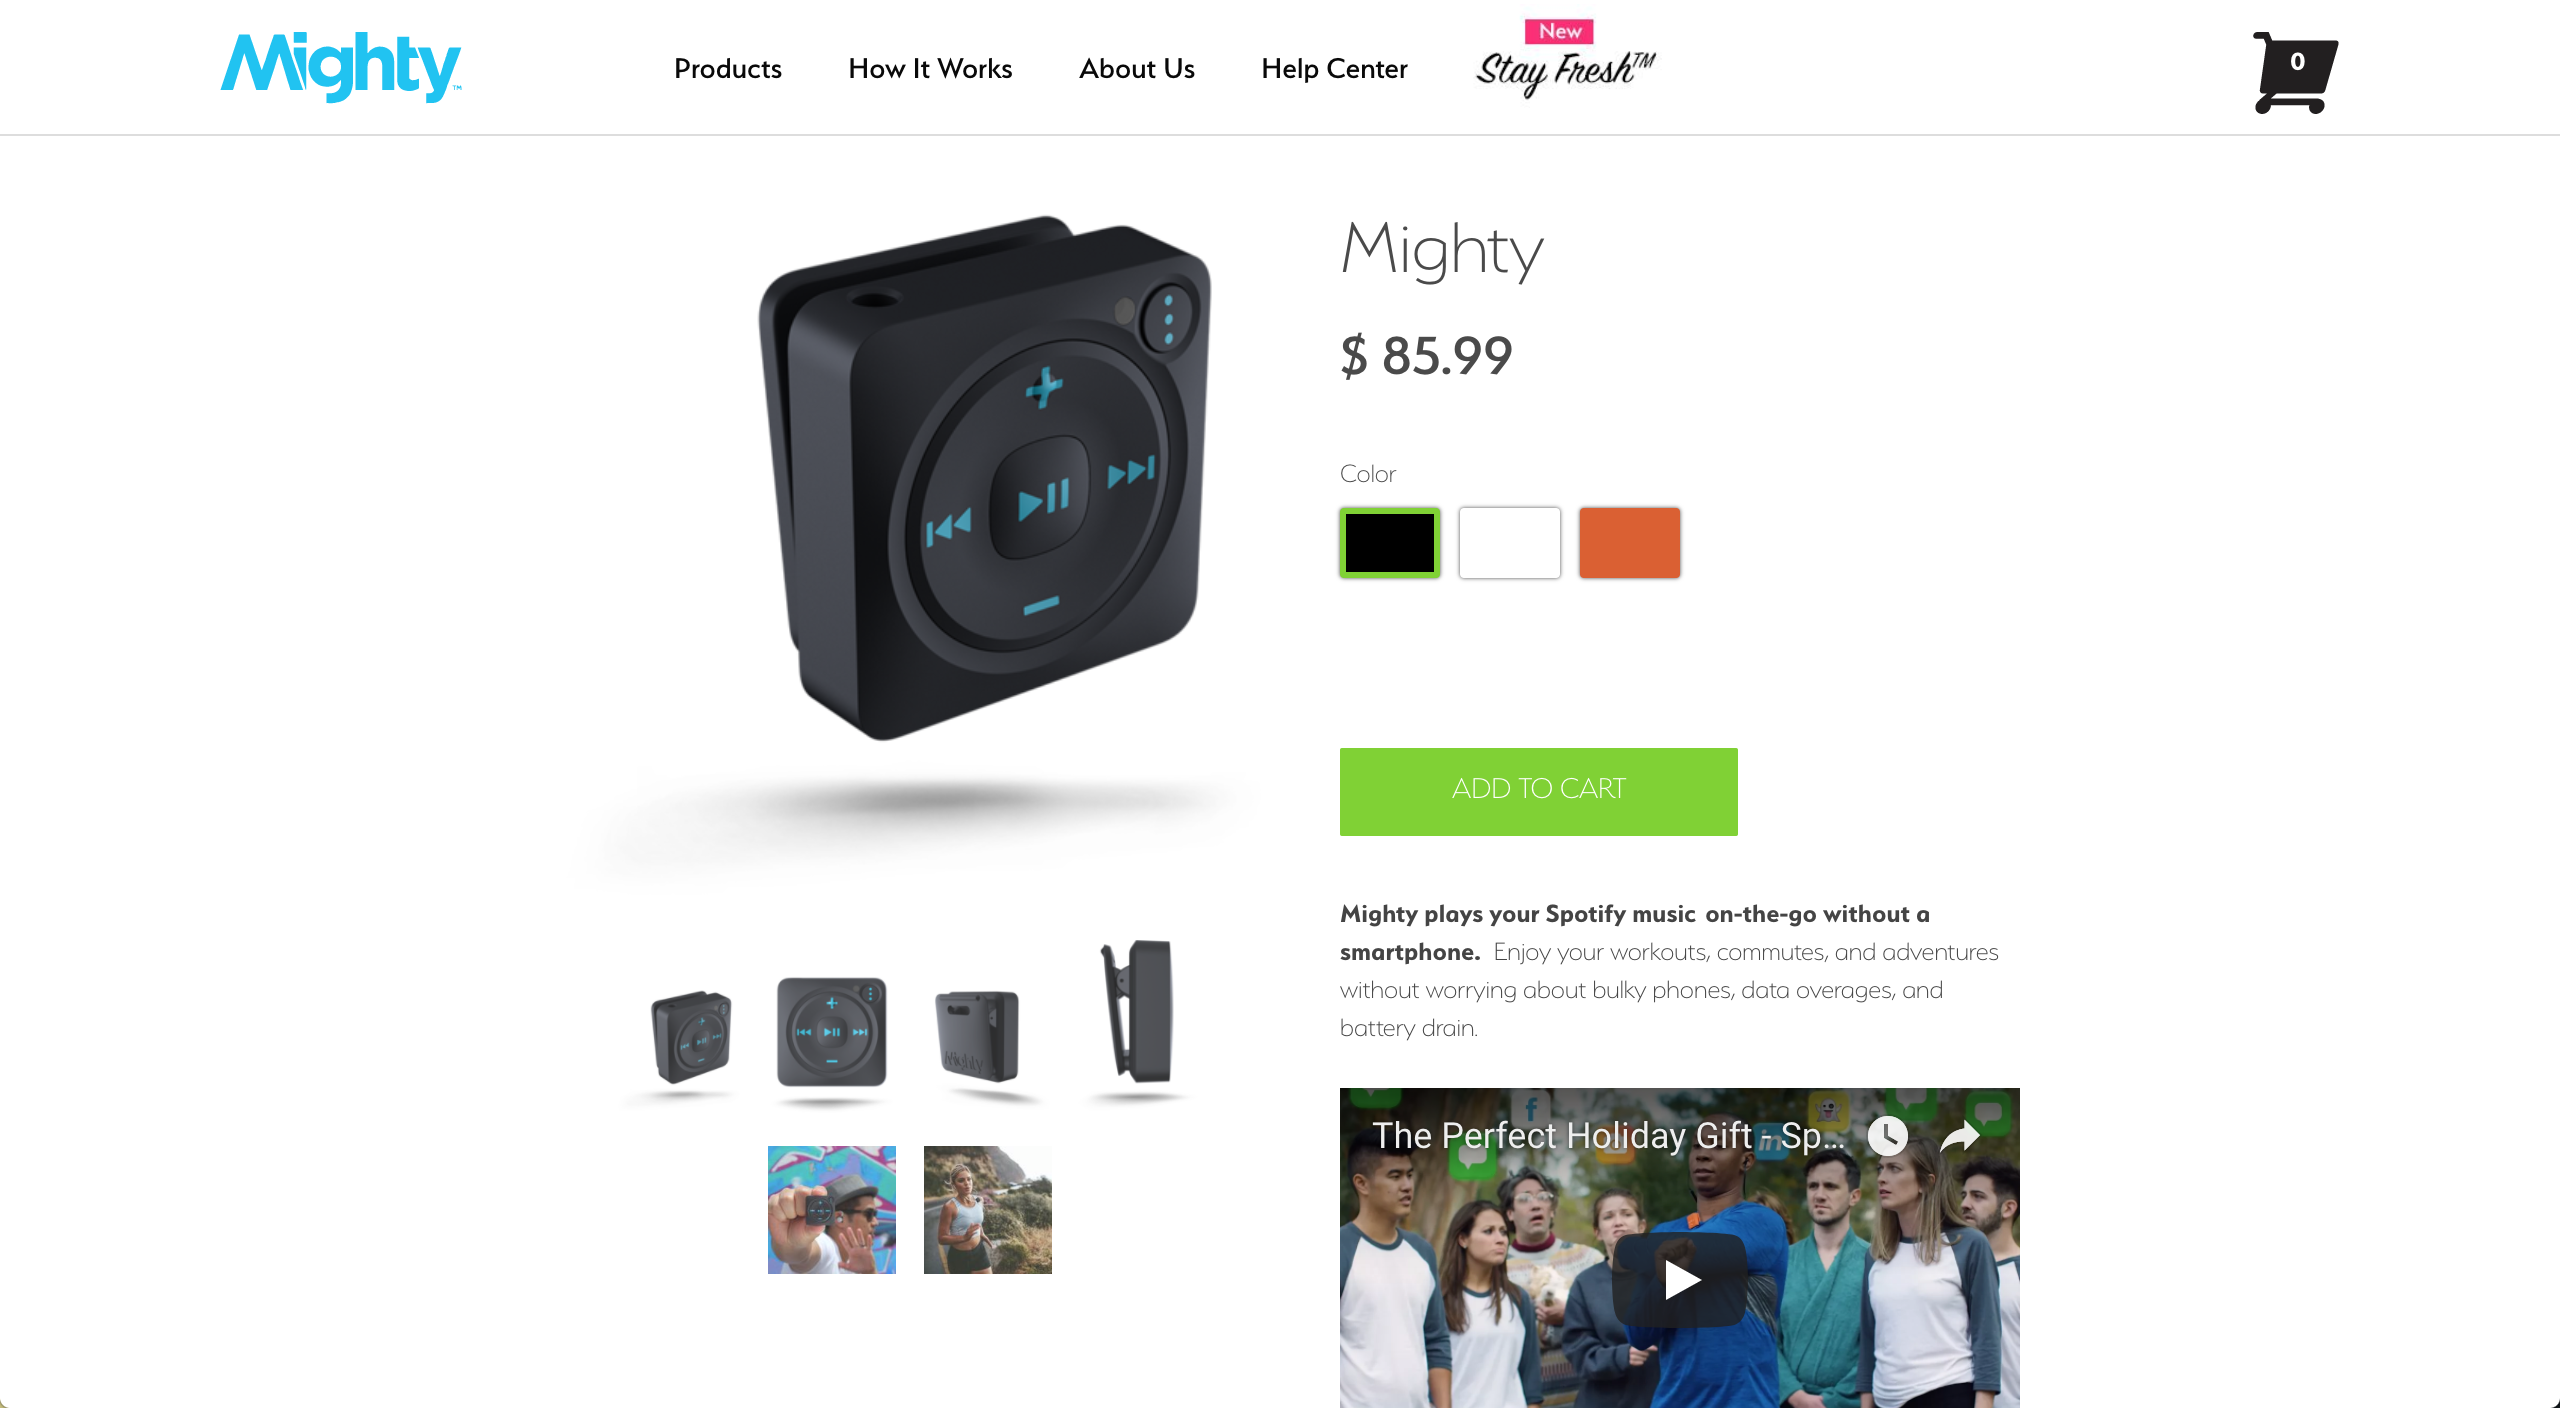 Mighty™
Products
How It Works
About Us
Help Center
New
Stay Fresh™
0
Mighty
$ 85.99
Color
ADD TO CART
Mighty plays your Spotify music on-the-go without a
smartphone. Enjoy your workouts, commutes, and adventures
without worrying about bulky phones, data overages, and
battery drain.
Mighty
The Perfect Holiday Gift - Sp...
f
in